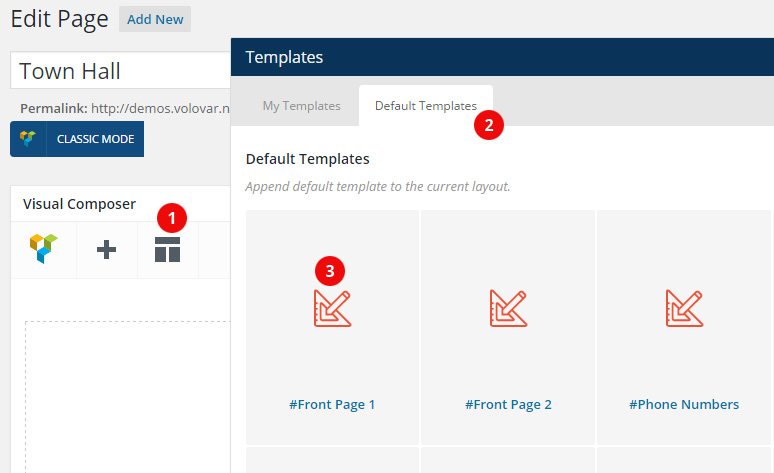 Edit Page
Add New
Town Hall
Permalink: http://demos.volovar.n
CLASSIC MODE
Visual Composer
1
Templates
My Templates
Default Templates
2
Default Templates
Append default template to the current layout.
3
#Front Page 1
#Front Page 2
#Phone Numbers